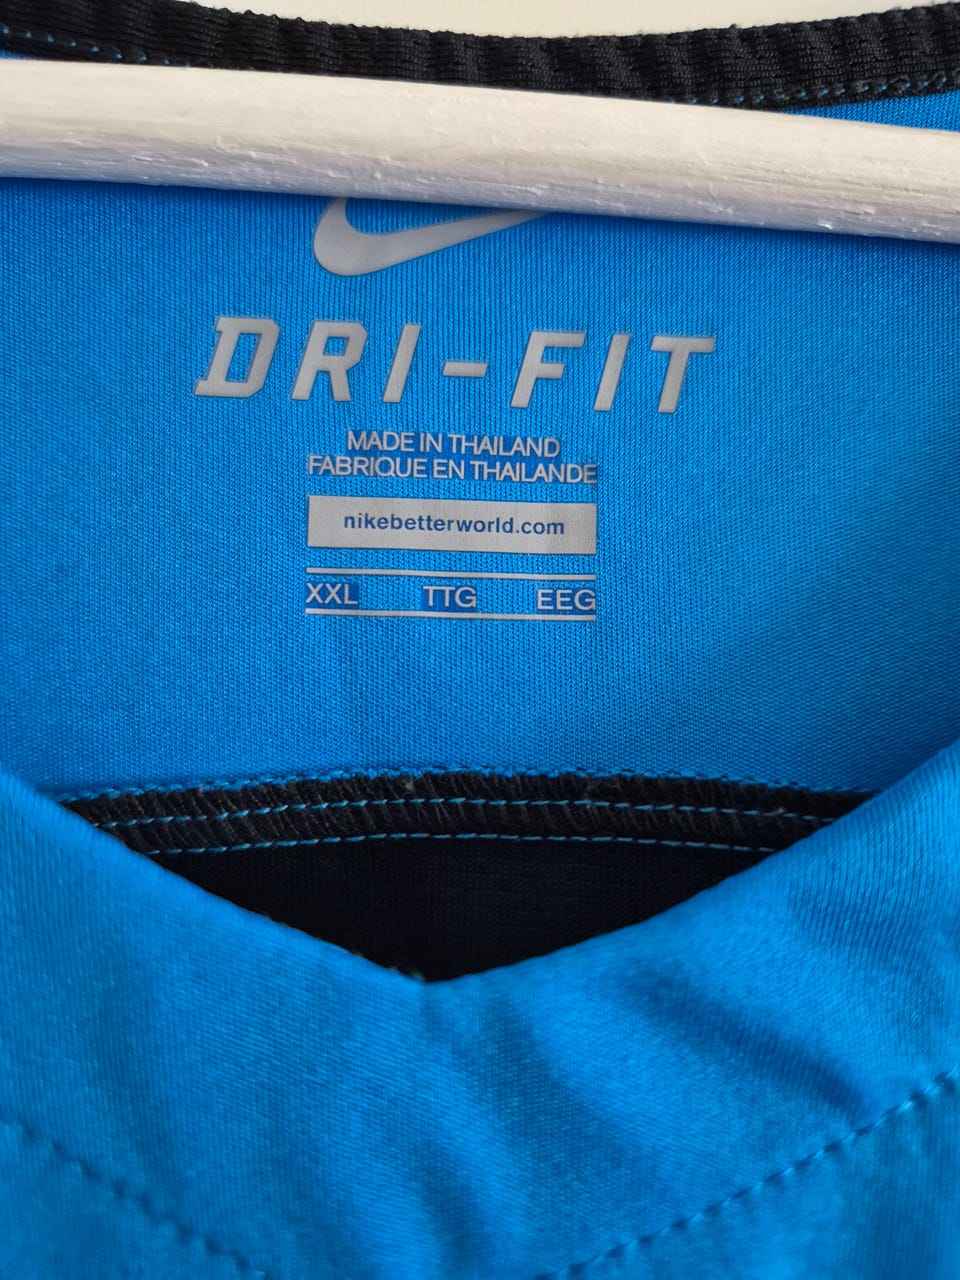 DRI-FIT
MADE IN THAILAND
FABRIQUE EN THAILANDE
nikebetterworld.com
XXL TTG EEG